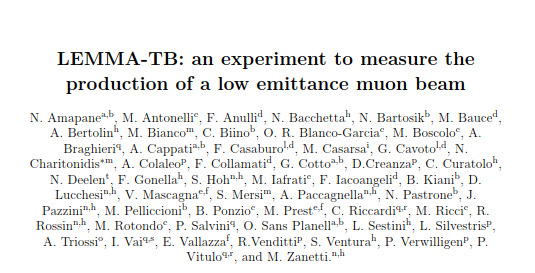 LEMMA-TB: an experiment to measure the
production of a low emittance muon beam
N. Amapane^{a,b}, M. Antonelli^c, F. Anulli^d, N. Bacchetta^h, N. Bartosik^b, M. Bauce^d,
A. Bertolin^h, M. Bianco^m, C. Biino^b, O. R. Blanco-Garcia^c, M. Boscolo^c, A.
Braghieri^q, A. Cappati^{a,b}, F. Casaburo^{l,d}, M. Casarsa^i, G. Cavoto^{l,d}, N.
Charitonidis*^m, A. Colaleo^p, F. Collamati^d, G. Cotto^{a,b}, D.Creanza^p, C. Curatolo^h,
N. Deelen^t, F. Gonella^h, S. Hoh^{n,h}, M. Iafrati^c, F. Iacoangeli^d, B. Kiani^b, D.
Lucchesi^{n,h}, V. Mascagna^{e,f}, S. Mersi^m, A. Paccagnella^{n,h}, N. Pastrone^b, J.
Pazzini^{n,h}, M. Pelliccioni^b, B. Ponzio^c, M. Prest^{e,f}, C. Riccardi^{q,r}, M. Ricci^c, R.
Rossin^{n,h}, M. Rotondo^c, P. Salvini^q, O. Sans Planell^{a,b}, L. Sestini^h, L. Silvestris^p,
A. Triossi^o, I. Vai^{q,s}, E. Vallazza^f, R.Venditti^p, S. Ventura^h, P. Verwilligen^p, P.
Vitulo^{q,r}, and M. Zanetti.^{n,h}